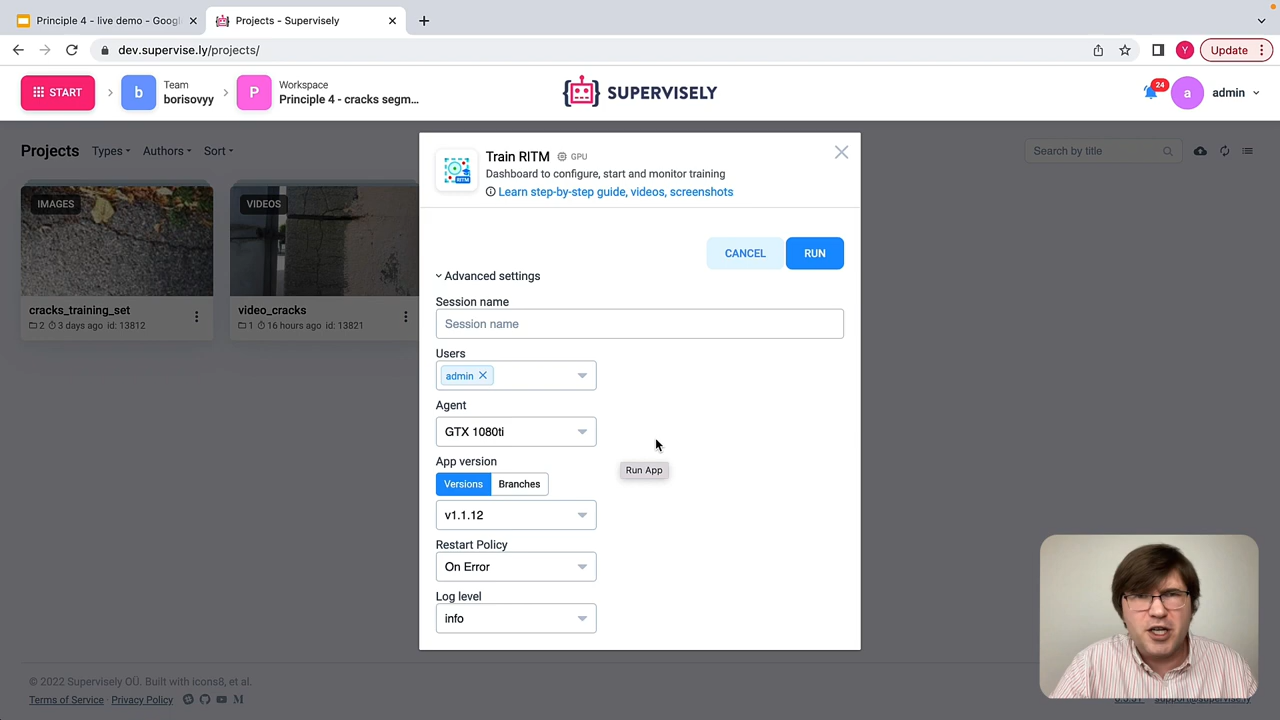 Principle 4 - live demo - Goog
Projects - Supervisely
dev.supervise.ly/projects/
Y
Update
START
b
Team
borisovyy
P
Workspace
Principle 4 - cracks segm...
SUPERVISELY
24
a
admin
Projects
Types
Authors
Sort
Search by title
IMAGES
cracks_training_set
2 3 days ago id: 13812
VIDEOS
video_cracks
1 16 hours ago id: 13821
RITM
Train RITM
GPU
Dashboard to configure, start and monitor training
Learn step-by-step guide, videos, screenshots
CANCEL
RUN
Advanced settings
Session name
Session name
Users
admin
Agent
GTX 1080ti
Run App
App version
Versions
Branches
v1.1.12
Restart Policy
On Error
Log level
info
© 2022 Supervisely OÜ. Built with icons8, et al.
Terms of Service · Privacy Policy